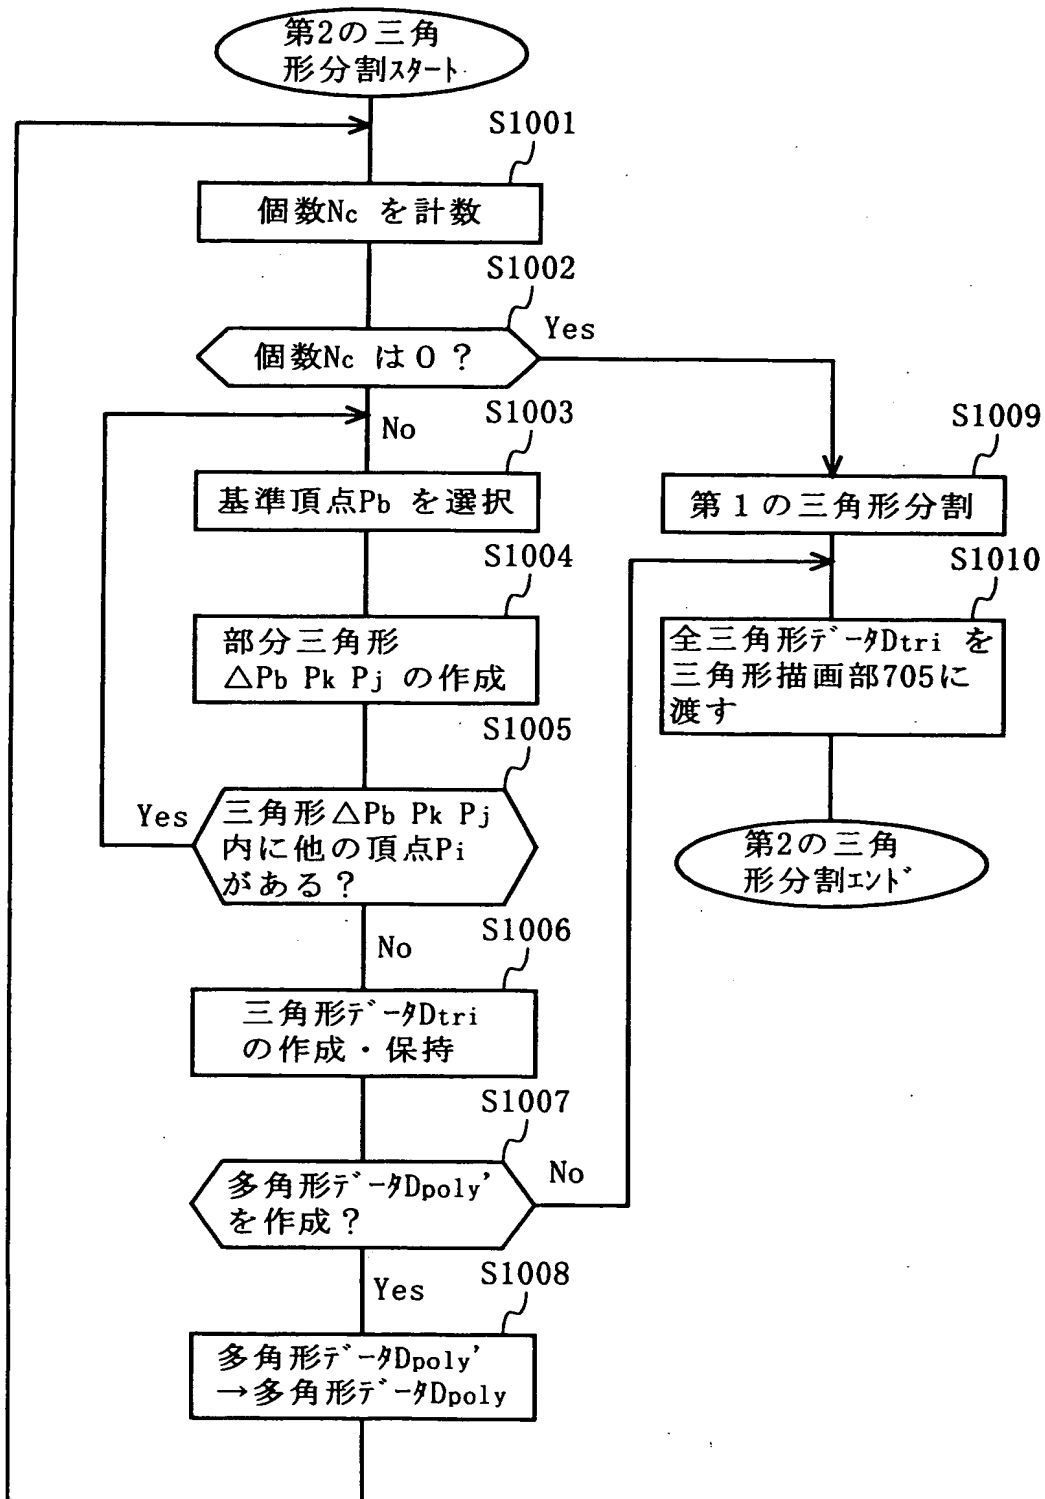 第2の三角
形分割ｽﾀｰﾄ
S1001
個数Nc を計数
S1002
個数Nc は０？
Yes
No
S1003
基準頂点Pb を選択
S1004
部分三角形
△Pb Pk Pj の作成
S1005
三角形△Pb Pk Pj
内に他の頂点Pi
がある？
Yes
No
S1006
三角形ﾃﾞｰﾀDtri
の作成・保持
S1007
多角形ﾃﾞｰﾀDpoly'
を作成？
No
Yes
S1008
多角形ﾃﾞｰﾀDpoly'
→多角形ﾃﾞｰﾀDpoly
S1009
第１の三角形分割
S1010
全三角形ﾃﾞｰﾀDtri を
三角形描画部705に
渡す
第2の三角
形分割ｴﾝﾄﾞ